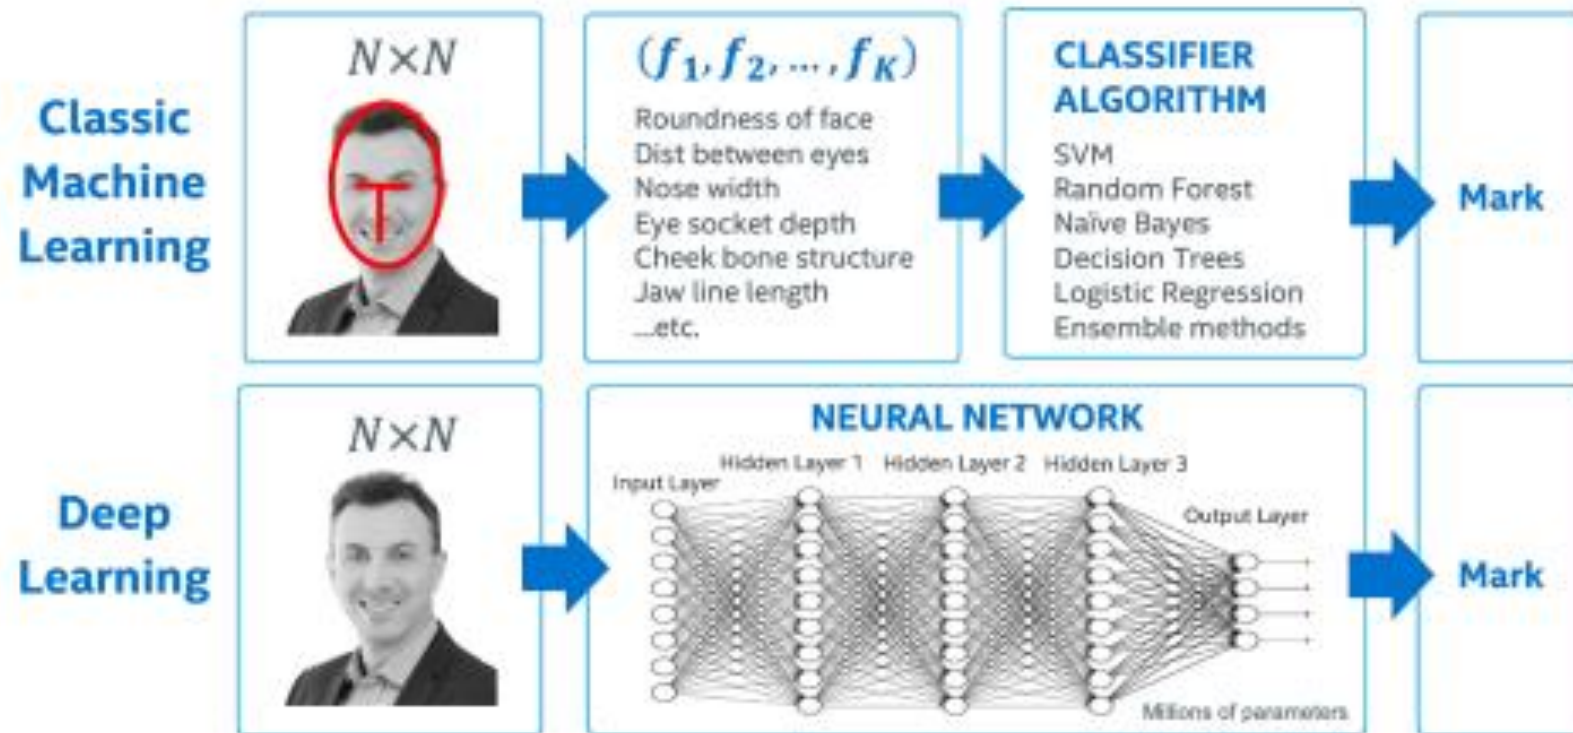 Classic
Machine
Learning
N×N
(f1, f2, ..., fK)
Roundness of face
Dist between eyes
Nose width
Eye socket depth
Cheek bone structure
Jaw line length
...etc.
CLASSIFIER
ALGORITHM
SVM
Random Forest
Naïve Bayes
Decision Trees
Logistic Regression
Ensemble methods
Mark
Deep
Learning
N×N
NEURAL NETWORK
Input Layer
Hidden Layer 1
Hidden Layer 2
Hidden Layer 3
Output Layer
Millions of parameters
Mark